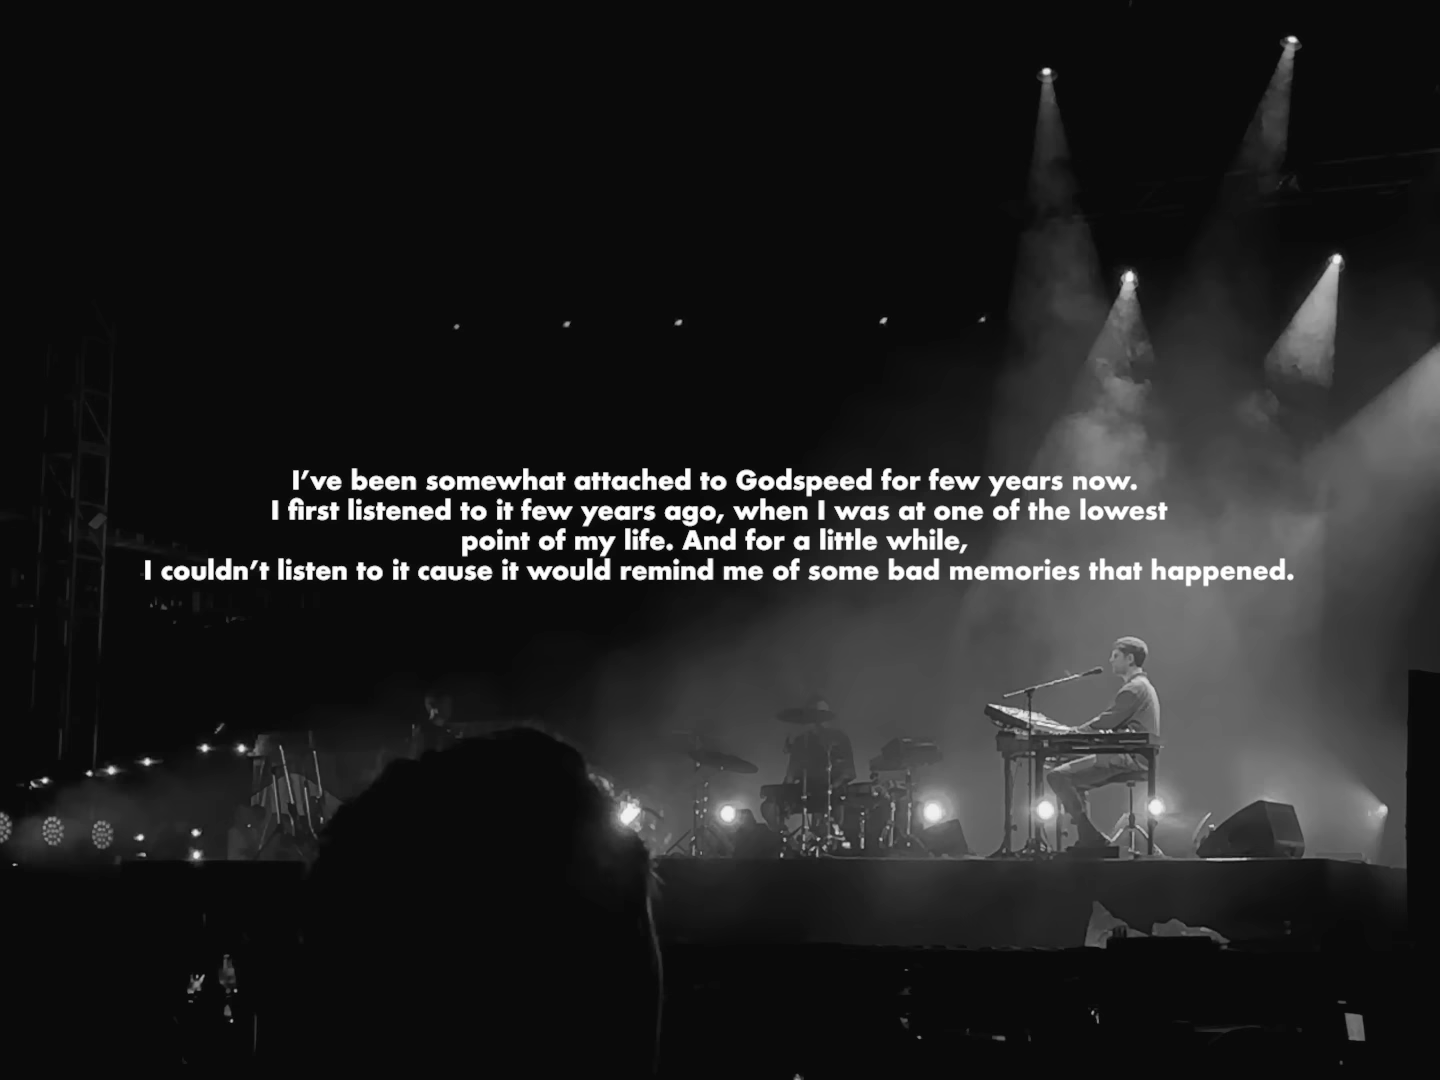 I’ve been somewhat attached to Godspeed for few years now.
I first listened to it few years ago, when I was at one of the lowest
point of my life. And for a little while,
I couldn’t listen to it cause it would remind me of some bad memories that happened.